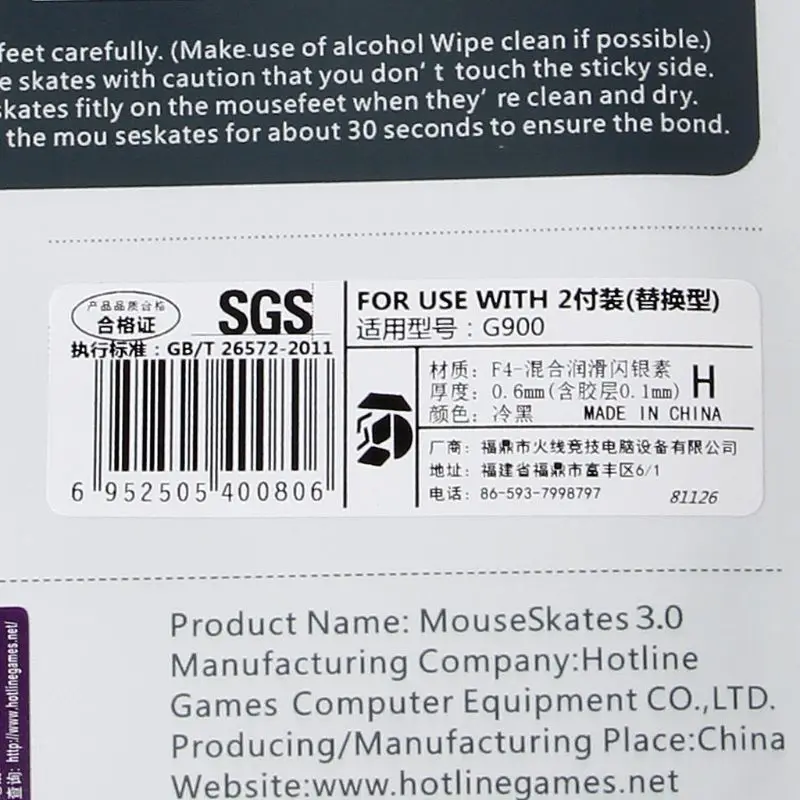 feet carefully. (Make use of alcohol Wipe clean if possible.)
e skates with caution that you don't touch the sticky side.
skates fitly on the mousefeet when they're clean and dry.
the mou seskates for about 30 seconds to ensure the bond.
产品品质合格
合格证
SGS
执行标准：GB/T 26572-2011
6 952505 400806
FOR USE WITH 2付装(替换型)
适用型号：G900
材质：F4-混合润滑闪银素
厚度：0.6mm(含胶层0.1mm)
H
颜色：冷黑 MADE IN CHINA
厂商：福鼎市火线竞技电脑设备有限公司
地址：福建省福鼎市富丰区6/1
电话：86-593-7998797
81126
Product Name: MouseSkates 3.0
Manufacturing Company:Hotline
Games Computer Equipment CO.,LTD.
Producing/Manufacturing Place:China
Website:www.hotlinegames.net
查询: http://www.hotlinegames.net/